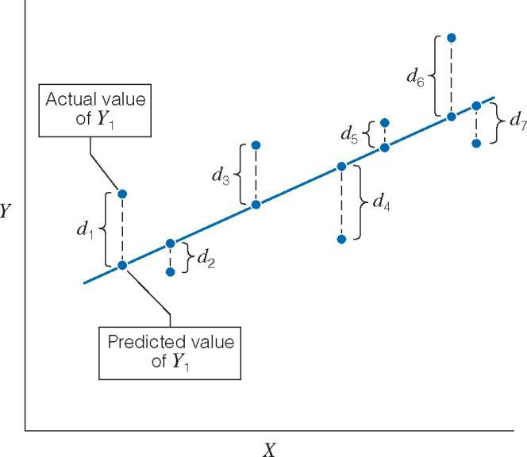 Y
Actual value
of Y₁
d₁
d₂
d₃
d₄
d₅
d₆
d₇
Predicted value
of Y₁
X